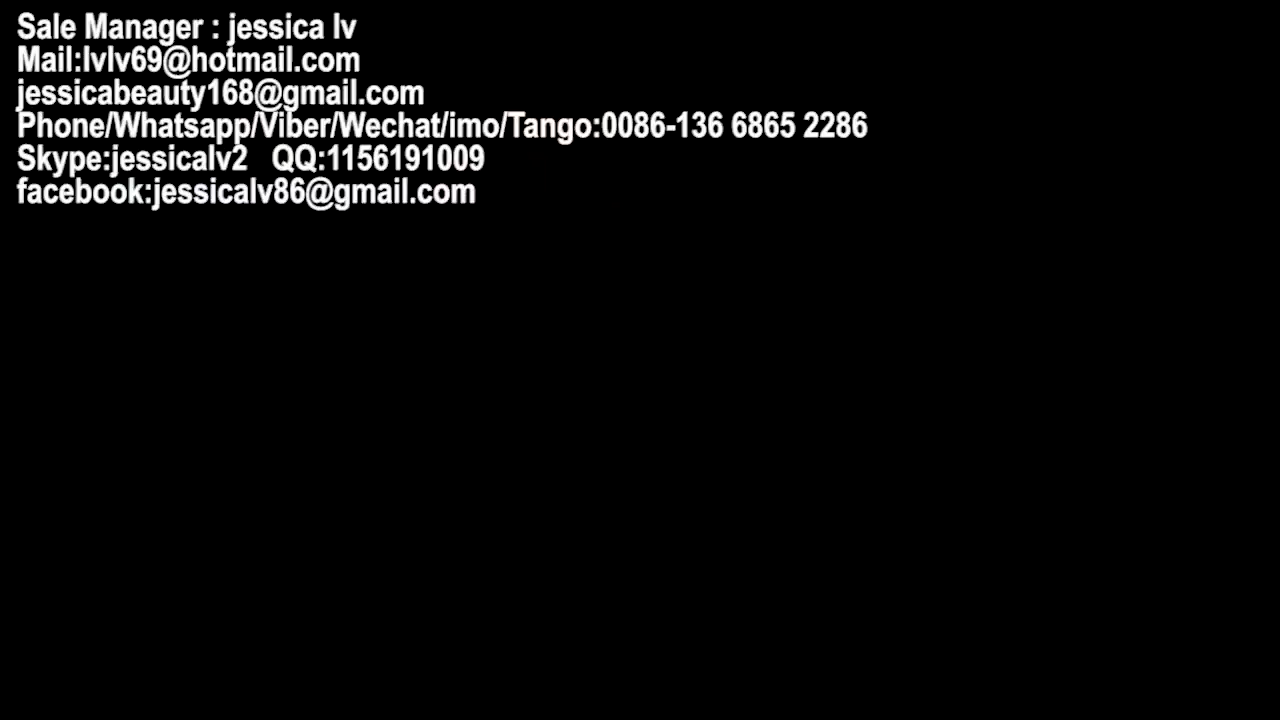 Sale Manager : jessica lv
Mail:lvlv69@hotmail.com
jessicabeauty168@gmail.com
Phone/Whatsapp/Viber/Wechat/imo/Tango:0086-136 6865 2286
Skype:jessicalv2   QQ:1156191009
facebook:jessicalv86@gmail.com